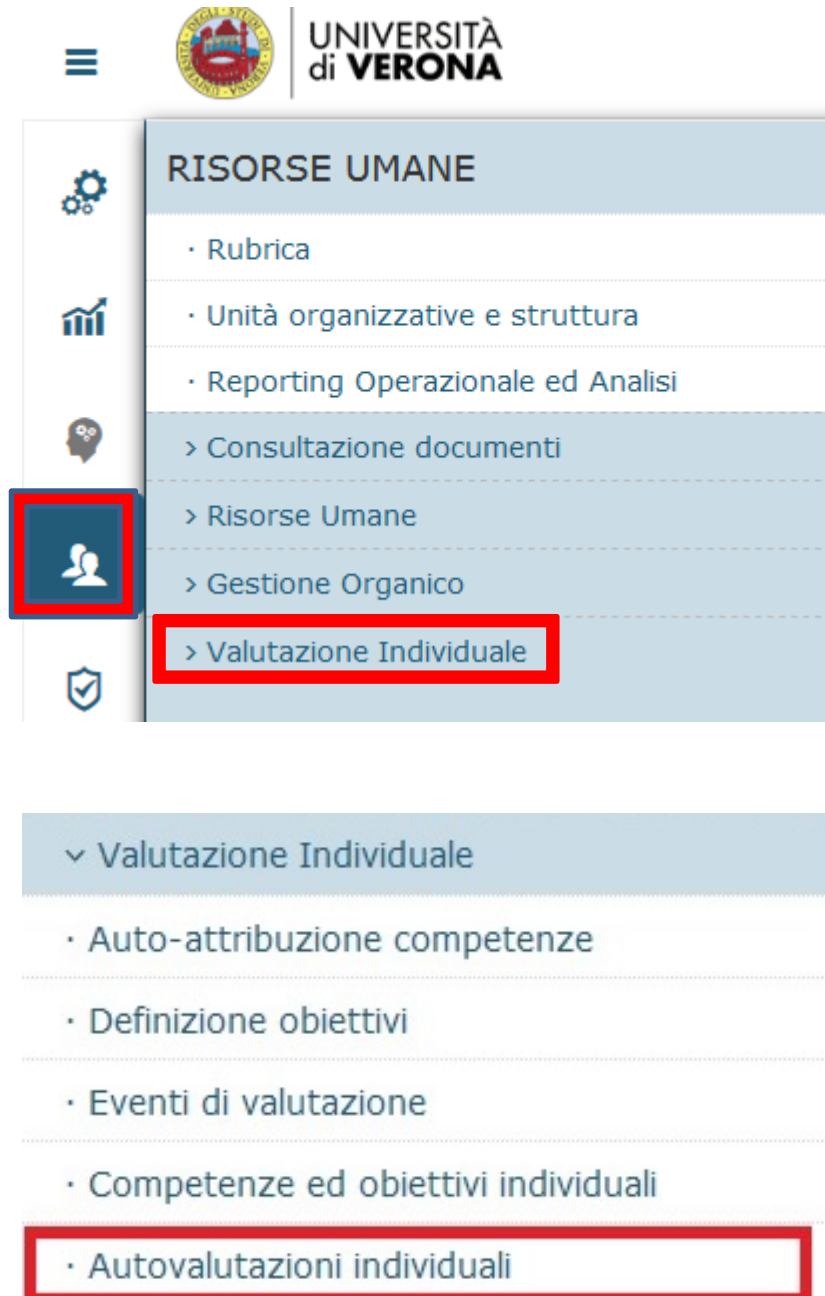 UNIVERSITÀ
di VERONA
RISORSE UMANE
· Rubrica
· Unità organizzative e struttura
· Reporting Operazionale ed Analisi
> Consultazione documenti
> Risorse Umane
> Gestione Organico
> Valutazione Individuale
⌄ Valutazione Individuale
· Auto-attribuzione competenze
· Definizione obiettivi
· Eventi di valutazione
· Competenze ed obiettivi individuali
· Autovalutazioni individuali